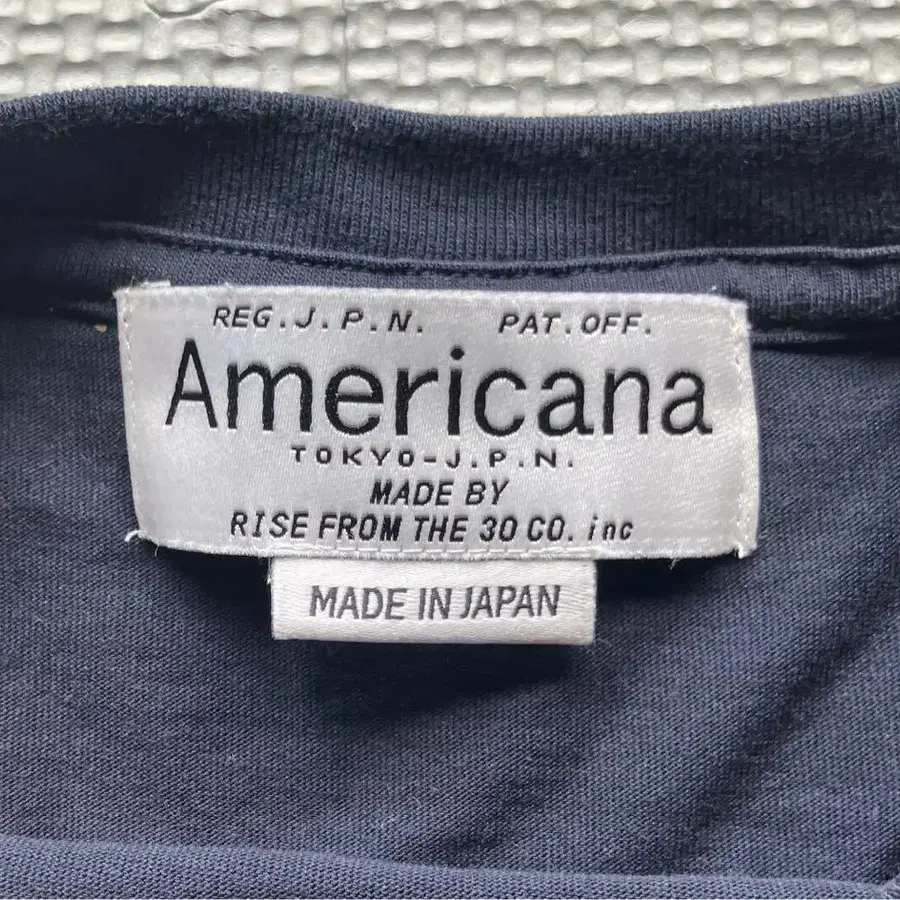 REG.J.P.N. PAT.OFF.
Americana
TOKYO-J.P.N.
MADE BY
RISE FROM THE 30 CO. inc
MADE IN JAPAN